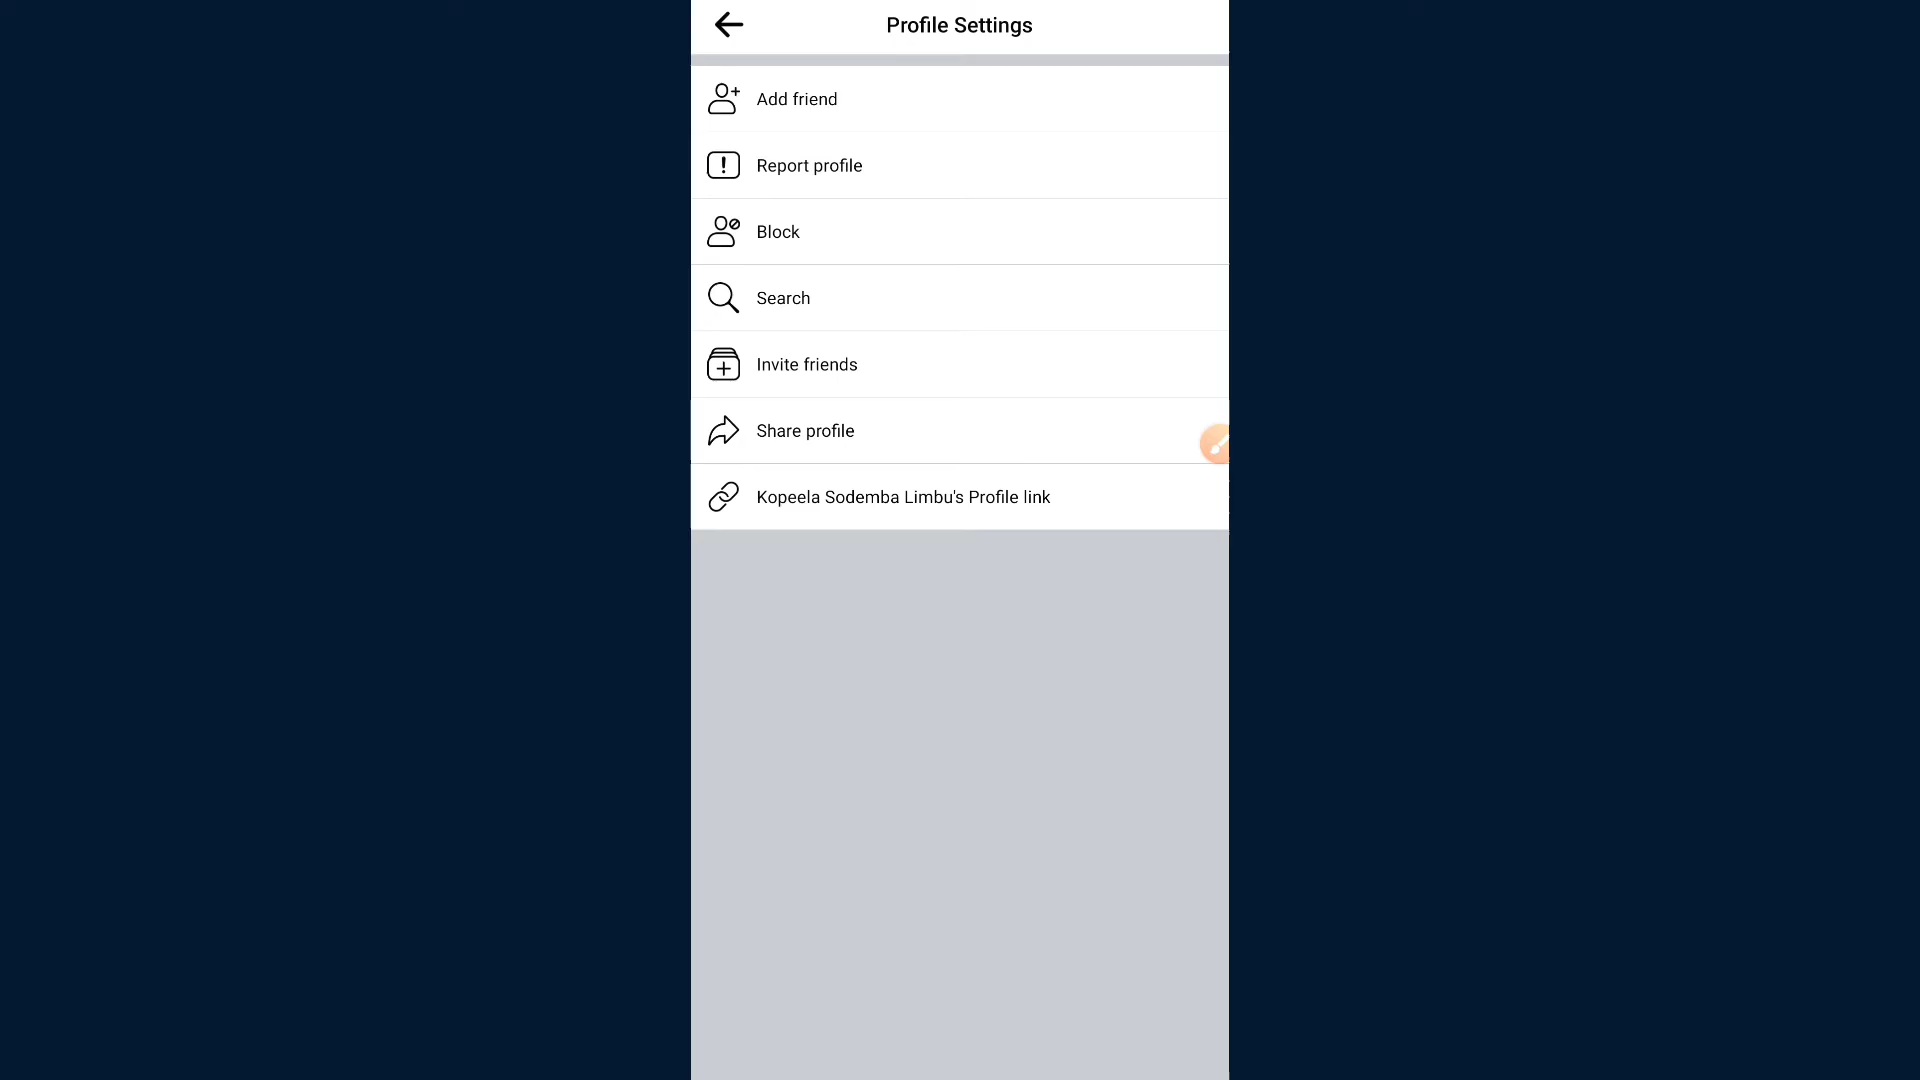 Profile Settings
Add friend
Report profile
Block
Search
Invite friends
Share profile
Kopeela Sodemba Limbu's Profile link